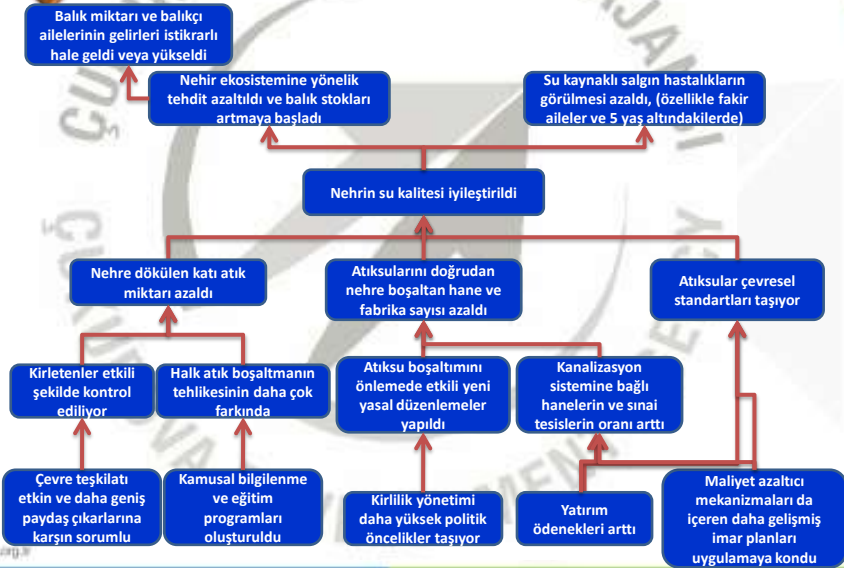 Balık miktarı ve balıkçı
ailelerinin gelirleri istikrarlı
hale geldi veya yükseldi
Nehir ekosistemine yönelik
tehdit azaltıldı ve balık stokları
artmaya başladı
Su kaynaklı salgın hastalıkların
görülmesi azaldı, (özellikle fakir
aileler ve 5 yaş altındakilerde)
Nehrin su kalitesi iyileştirildi
Nehre dökülen katı atık
miktarı azaldı
Atıksularını doğrudan
nehre boşaltan hane ve
fabrika sayısı azaldı
Atıksular çevresel
standartları taşıyor
Kirletenler etkili
şekilde kontrol
ediliyor
Halk atık boşaltmanın
tehlikesinin daha çok
farkında
Atıksu boşaltımını
önlemede etkili yeni
yasal düzenlemeler
yapıldı
Kanalizasyon
sistemine bağlı
hanelerin ve sınai
tesislerin oranı arttı
Çevre teşkilatı
etkin ve daha geniş
paydaş çıkarlarına
karşın sorumlu
Kamusal bilgilenme
ve eğitim
programları
oluşturuldu
Kirlilik yönetimi
daha yüksek politik
öncelikler taşıyor
Yatırım
ödenekleri arttı
Maliyet azaltıcı
mekanizmaları da
içeren daha gelişmiş
imar planları
uygulamaya kondu